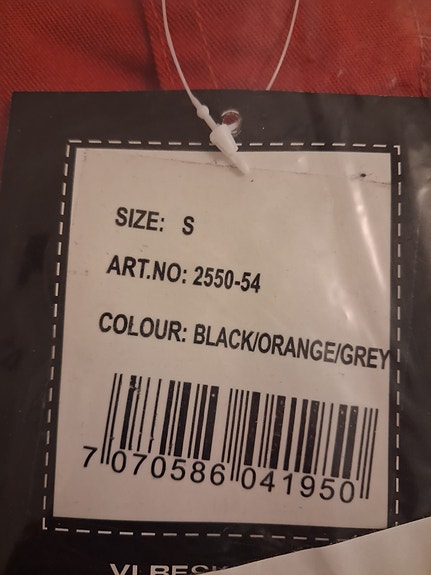 SIZE: S
ART.NO: 2550-54
COLOUR: BLACK/ORANGE/GREY
7 070586 041950